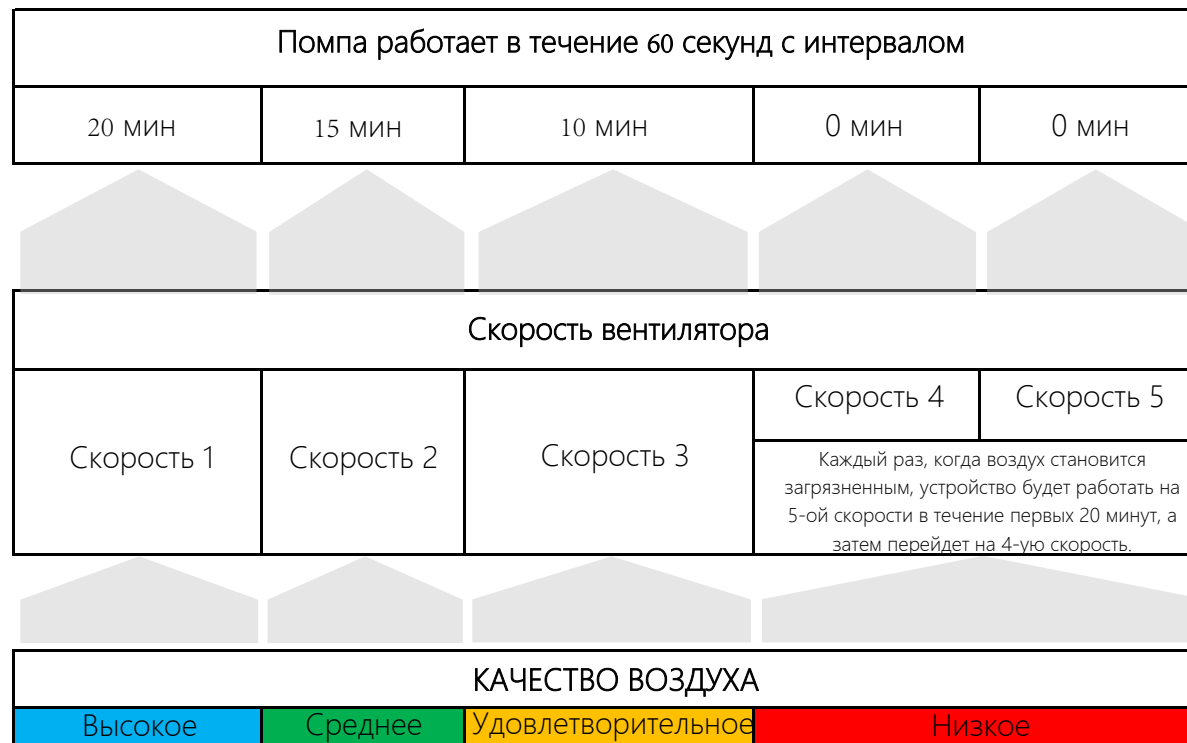 Помпа работает в течение 60 секунд с интервалом
20 мин 15 мин 10 мин 0 мин 0 мин
Скорость вентилятора
Скорость 1 Скорость 2 Скорость 3 Скорость 4 Скорость 5
Каждый раз, когда воздух становится
загрязненным, устройство будет работать на
5-ой скорости в течение первых 20 минут, а
затем перейдет на 4-ую скорость.
КАЧЕСТВО ВОЗДУХА
Высокое Среднее Удовлетворительное Низкое